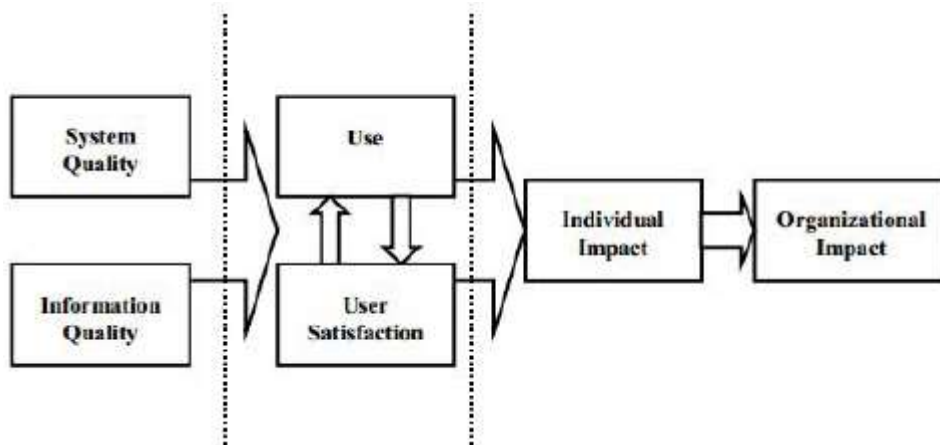 System
Quality
Use
Individual
Impact
Organizational
Impact
Information
Quality
User
Satisfaction